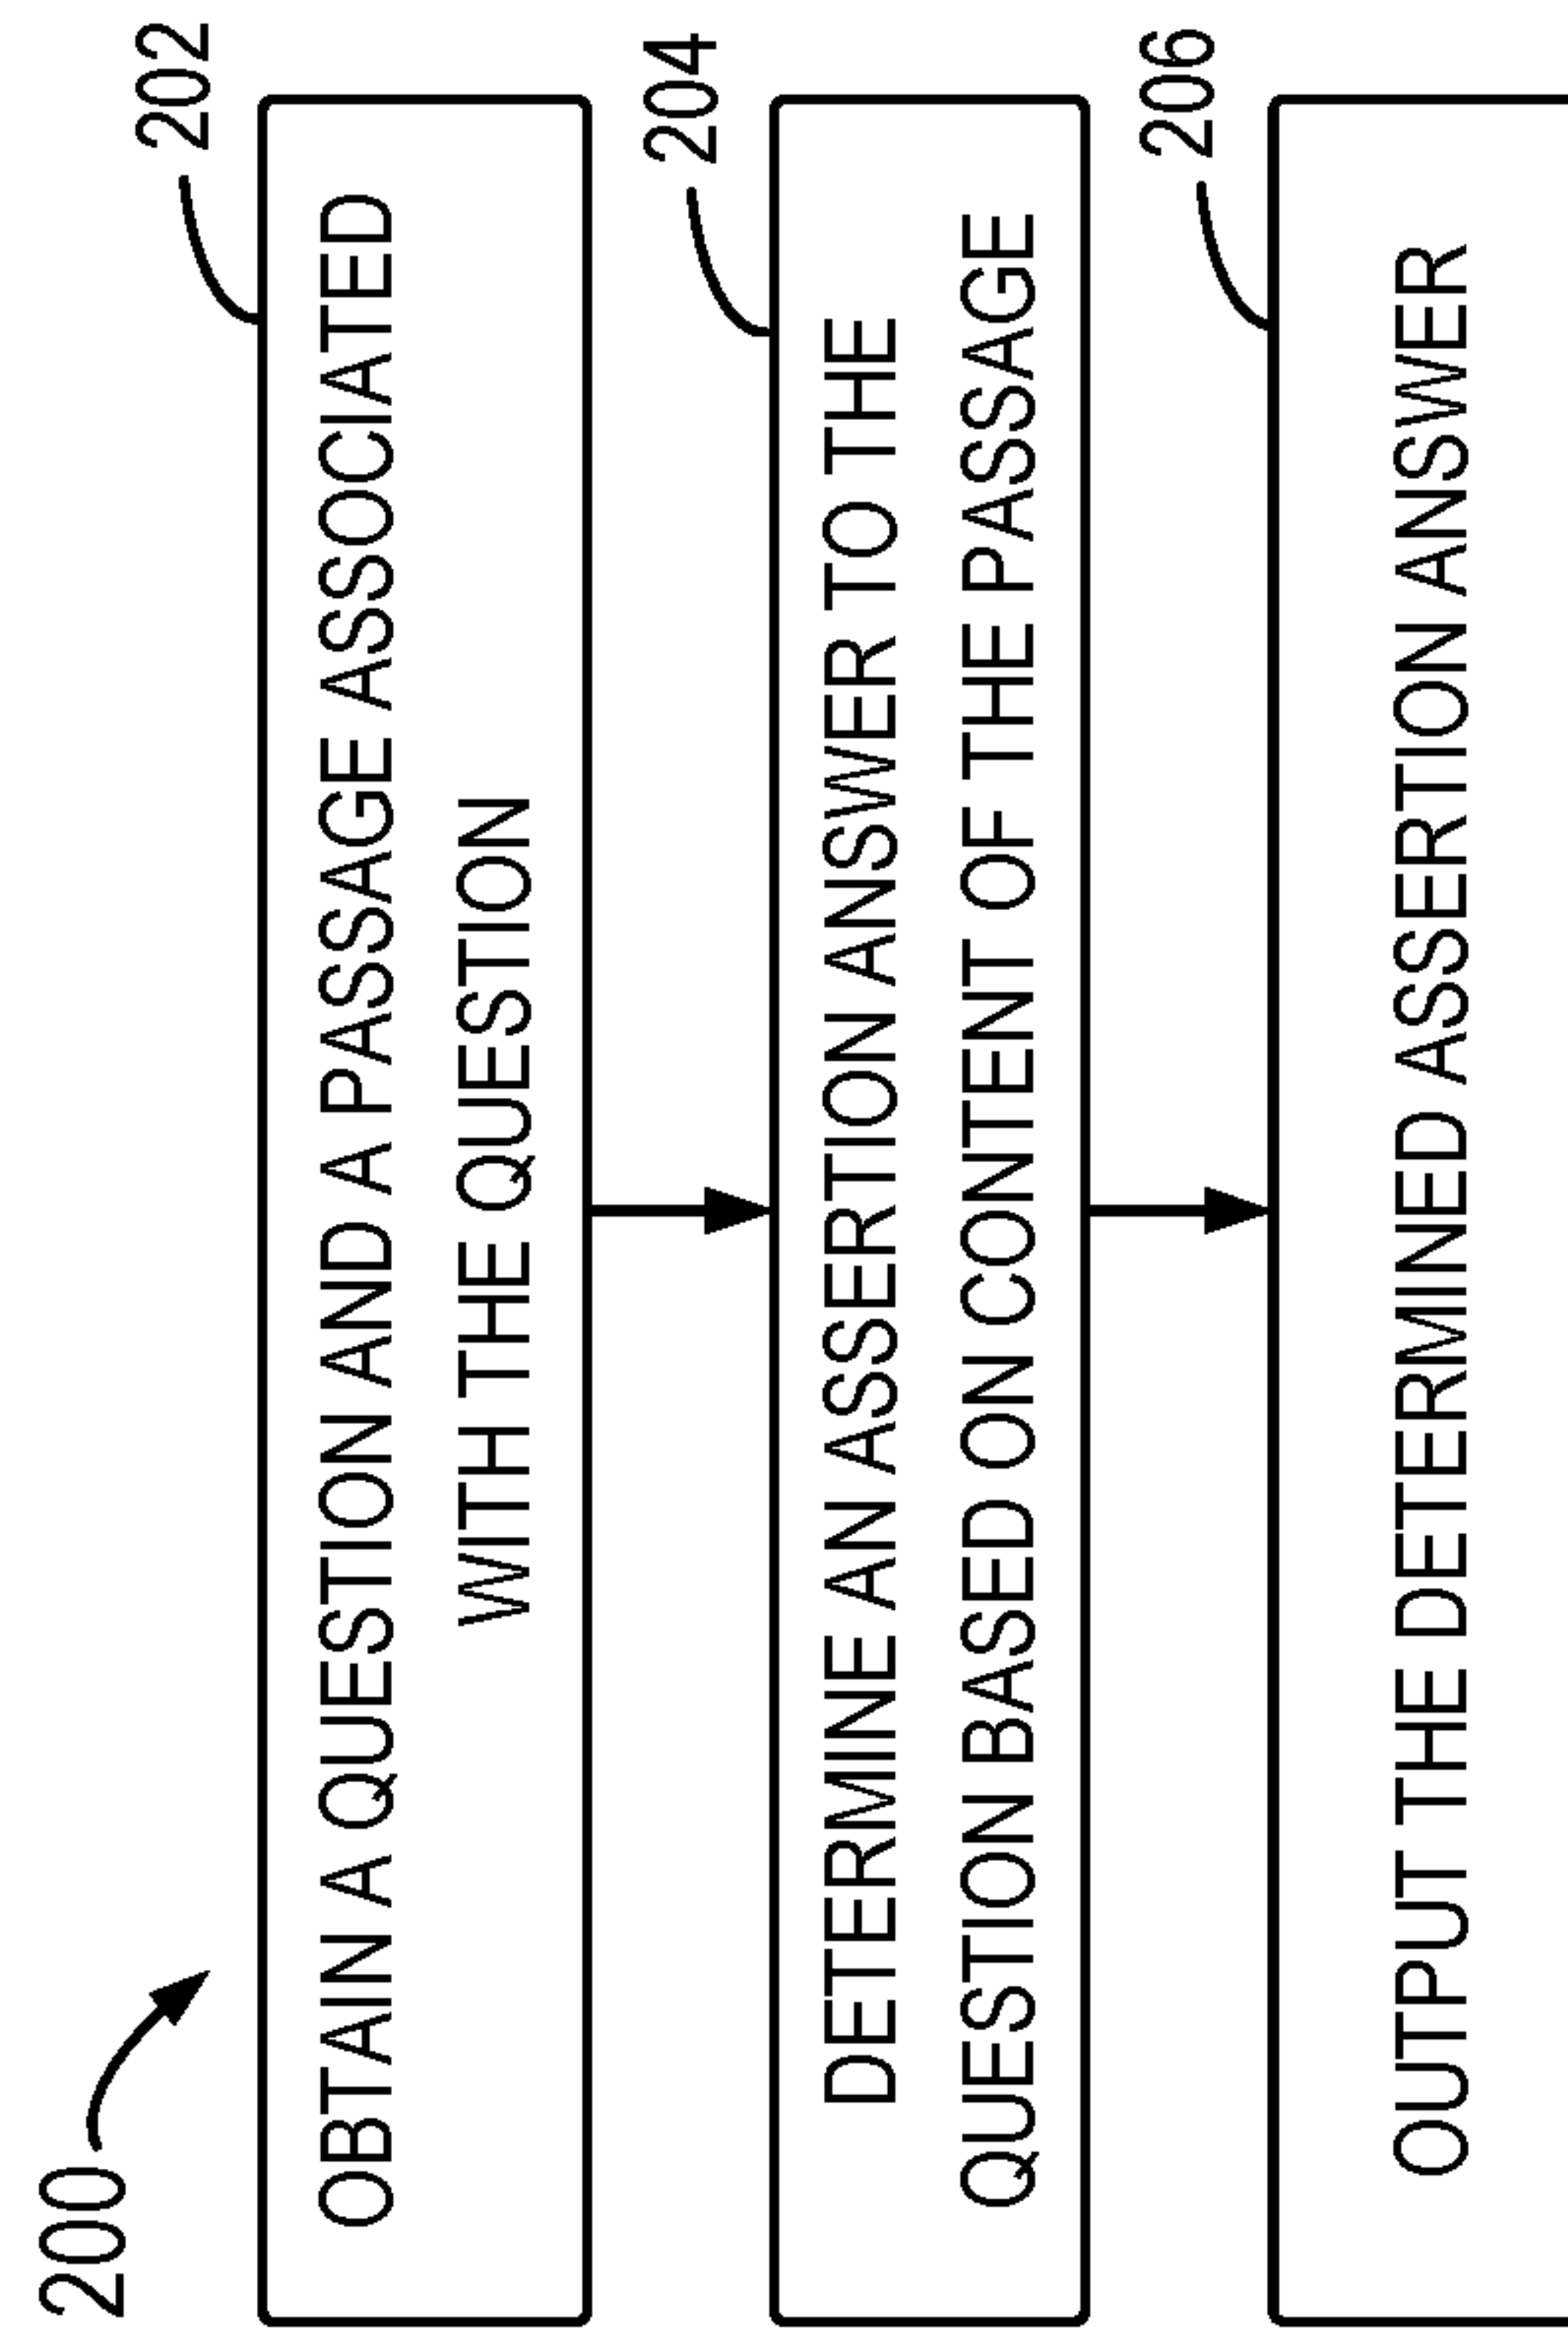 200
202
OBTAIN A QUESTION AND A PASSAGE ASSOCIATED
WITH THE QUESTION
204
DETERMINE AN ASSERTION ANSWER TO THE
QUESTION BASED ON CONTENT OF THE PASSAGE
206
OUTPUT THE DETERMINED ASSERTION ANSWER